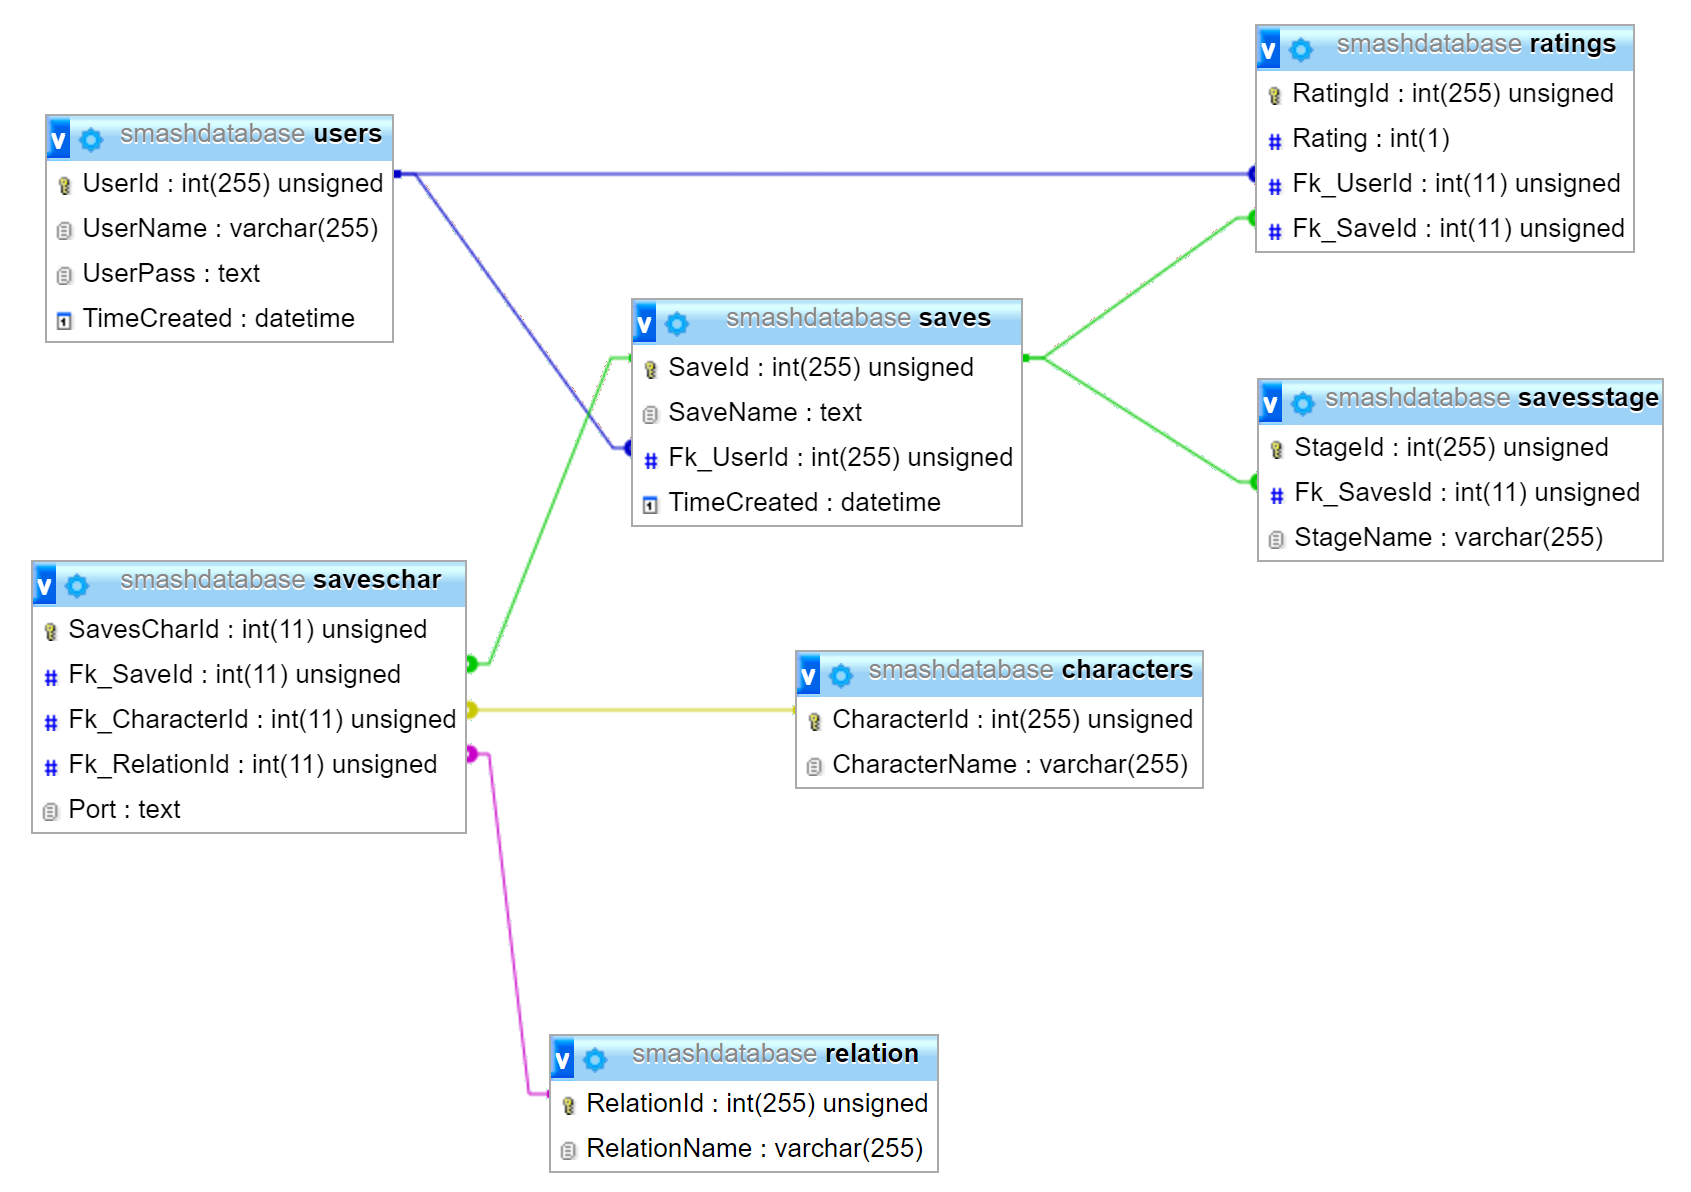 v smashdatabase users
UserId : int(255) unsigned
UserName : varchar(255)
UserPass : text
1 TimeCreated : datetime
v smashdatabase ratings
RatingId : int(255) unsigned
# Rating : int(1)
# Fk_UserId : int(11) unsigned
# Fk_SaveId : int(11) unsigned
v smashdatabase saves
SaveId : int(255) unsigned
SaveName : text
# Fk_UserId : int(255) unsigned
1 TimeCreated : datetime
v smashdatabase savesstage
StageId : int(255) unsigned
# Fk_SavesId : int(11) unsigned
StageName : varchar(255)
v smashdatabase saveschar
SavesCharId : int(11) unsigned
# Fk_SaveId : int(11) unsigned
# Fk_CharacterId : int(11) unsigned
# Fk_RelationId : int(11) unsigned
Port : text
v smashdatabase characters
CharacterId : int(255) unsigned
CharacterName : varchar(255)
v smashdatabase relation
RelationId : int(255) unsigned
RelationName : varchar(255)